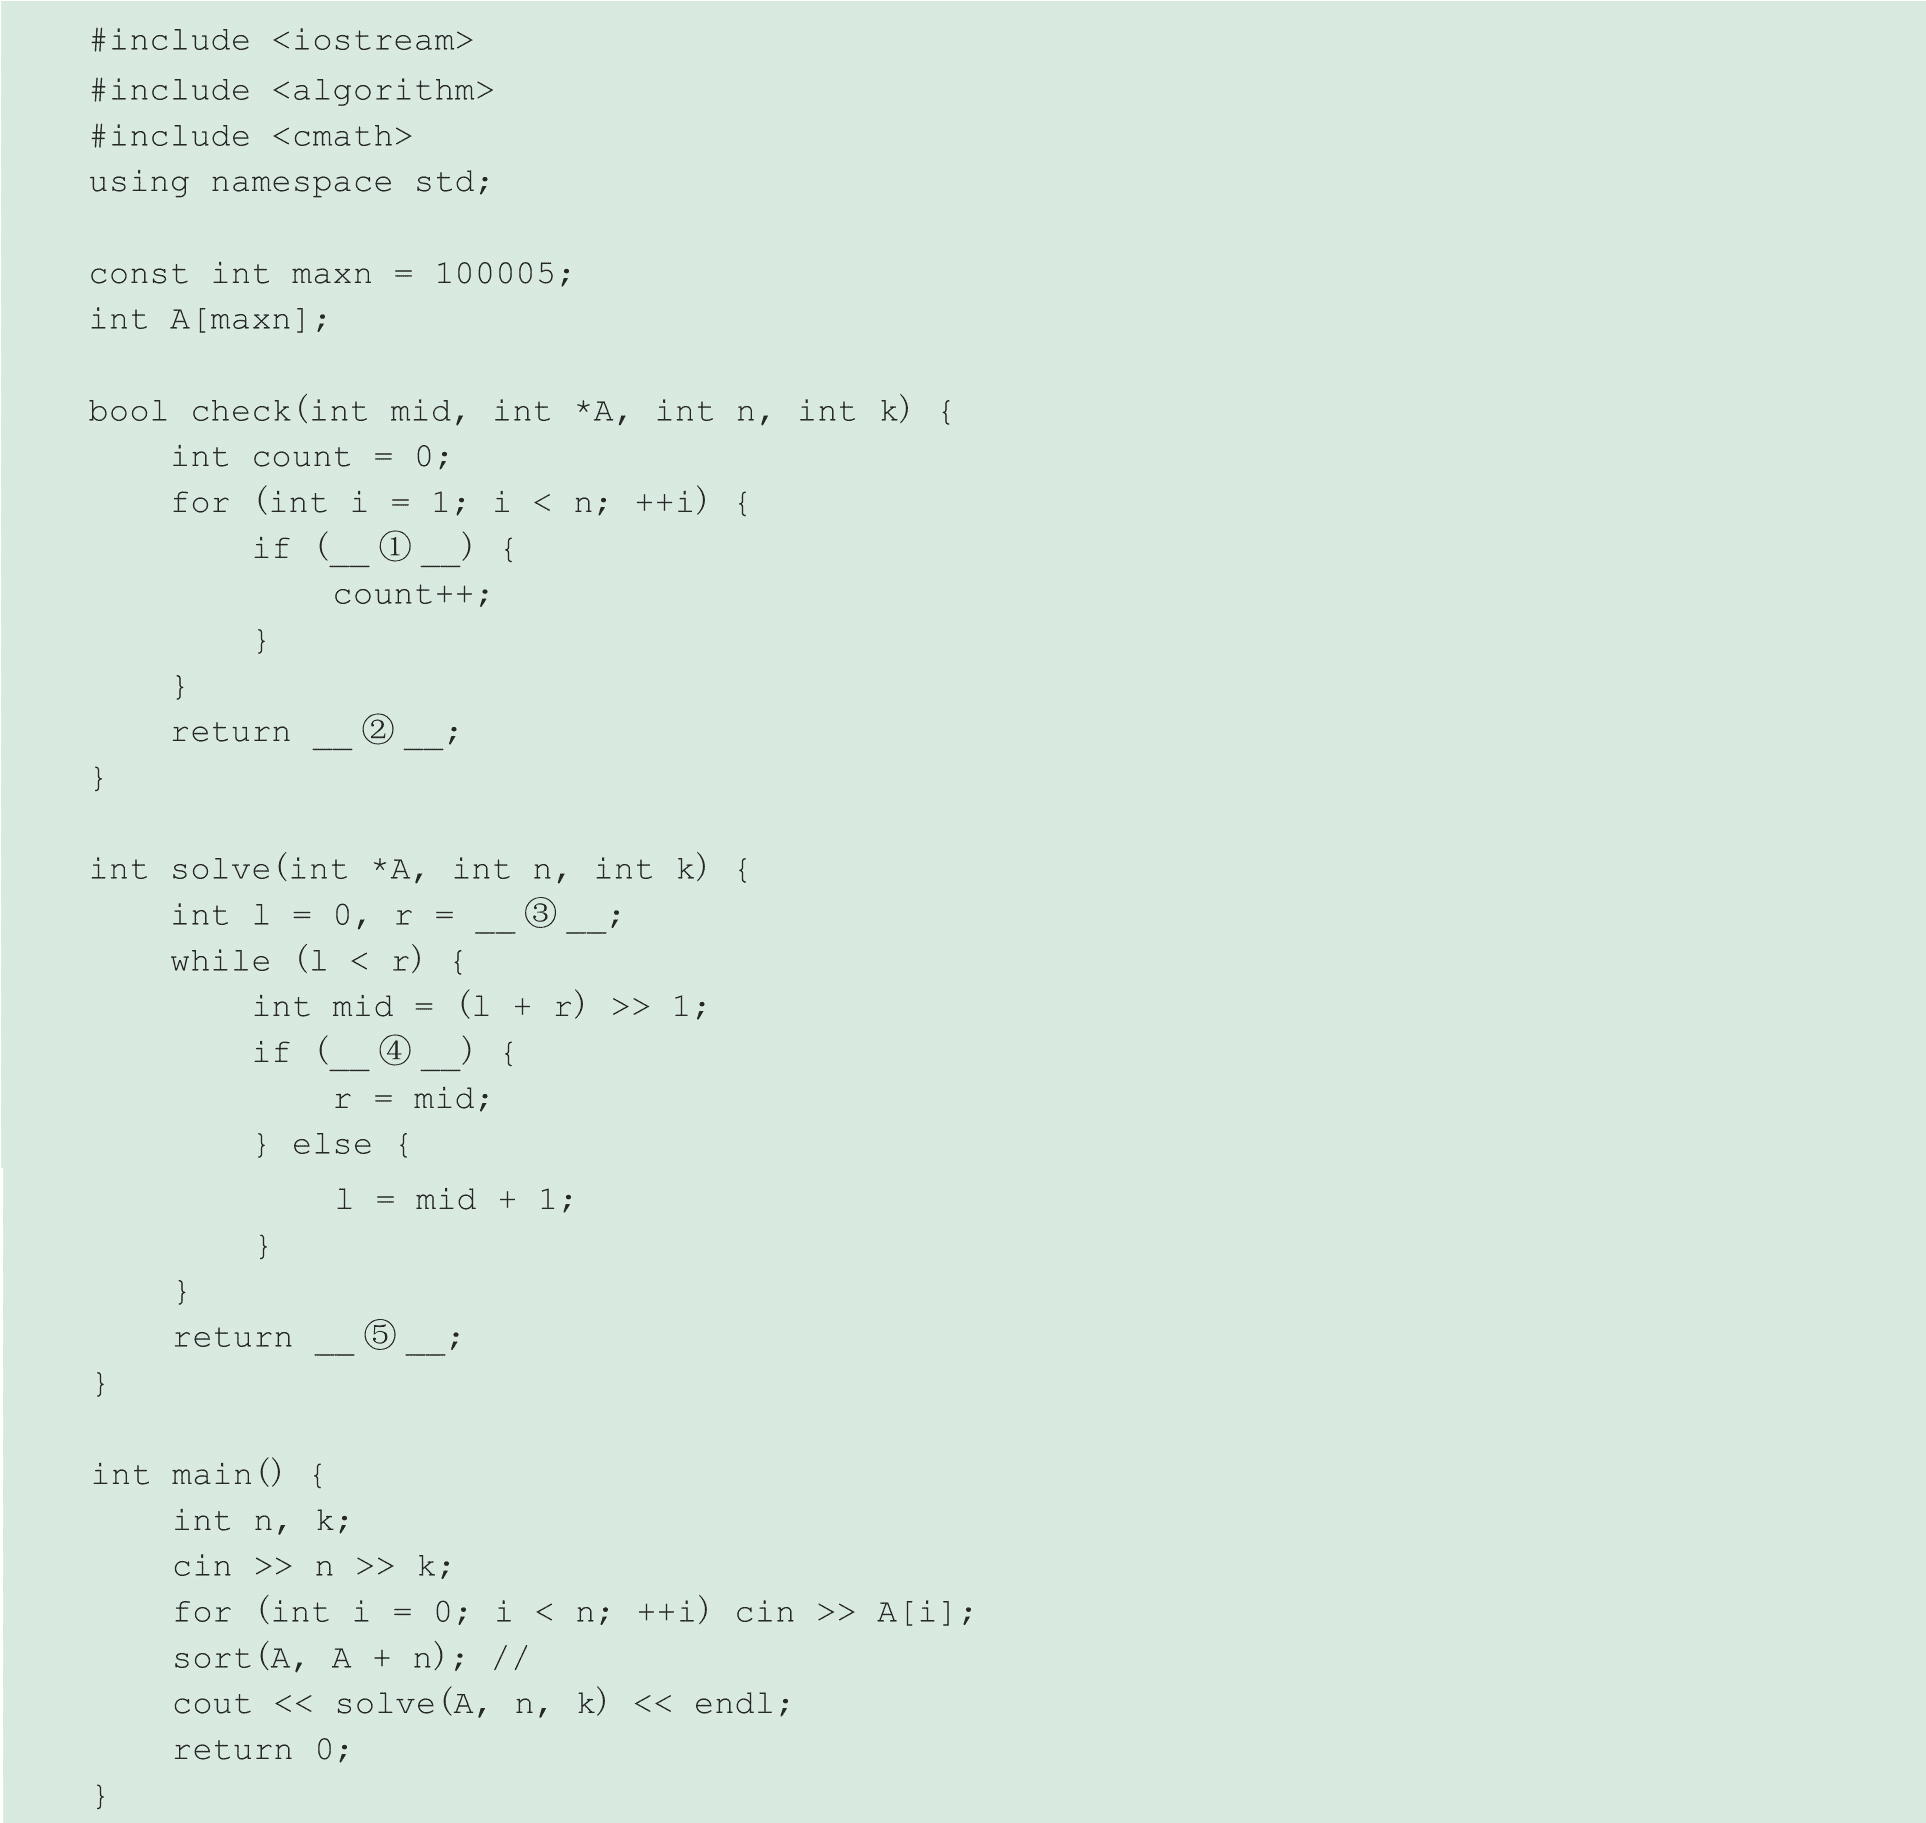 #include <iostream>
#include <algorithm>
#include <cmath>
using namespace std;

const int maxn = 100005;
int A[maxn];

bool check(int mid, int *A, int n, int k) {
    int count = 0;
    for (int i = 1; i < n; ++i) {
        if (__①__) {
            count++;
        }
    }
    return __②__;
}

int solve(int *A, int n, int k) {
    int l = 0, r = __③__;
    while (l < r) {
        int mid = (l + r) >> 1;
        if (__④__) {
            r = mid;
        } else {
            l = mid + 1;
        }
    }
    return __⑤__;
}

int main() {
    int n, k;
    cin >> n >> k;
    for (int i = 0; i < n; ++i) cin >> A[i];
    sort(A, A + n); //
    cout << solve(A, n, k) << endl;
    return 0;
}